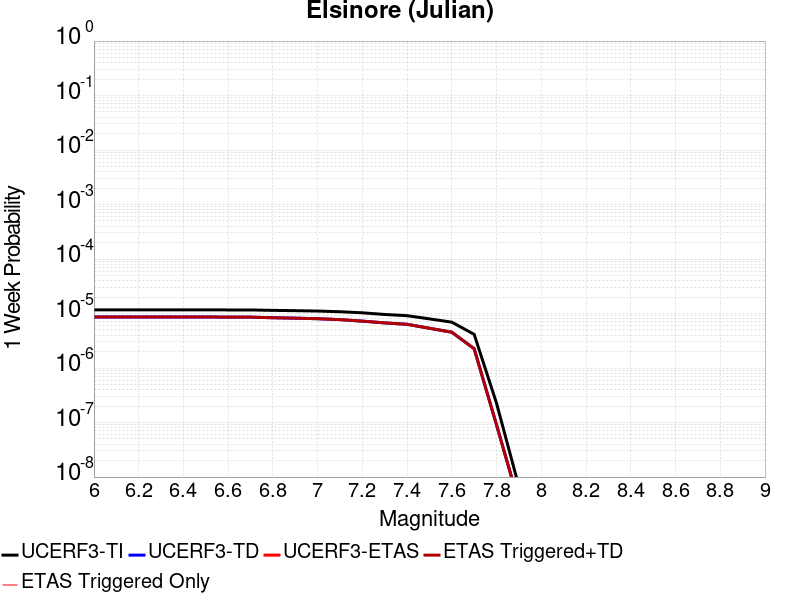 Elsinore (Julian)
10^0
10^-1
10^-2
10^-3
10^-4
10^-5
10^-6
10^-7
10^-8
1 Week Probability
6 6.2 6.4 6.6 6.8 7 7.2 7.4 7.6 7.8 8 8.2 8.4 8.6 8.8 9
Magnitude
UCERF3-TI UCERF3-TD UCERF3-ETAS ETAS Triggered+TD
ETAS Triggered Only